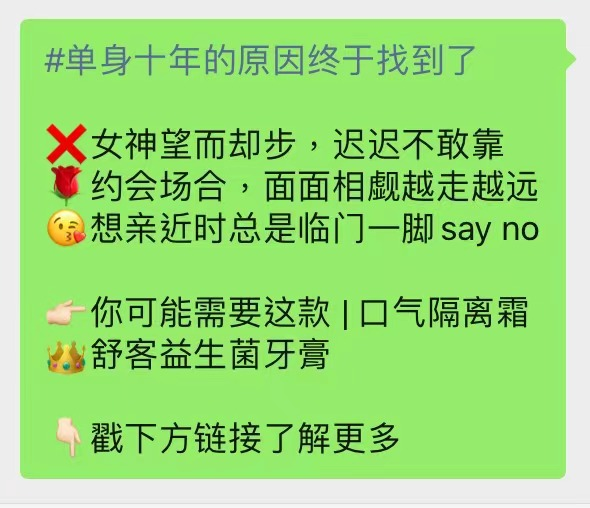 #单身十年的原因终于找到了
❌女神望而却步，迟迟不敢靠
🌹约会场合，面面相觑越走越远
😘想亲近时总是临门一脚say no
👉🏻你可能需要这款 | 口气隔离霜
👑舒客益生菌牙膏
👇🏻戳下方链接了解更多